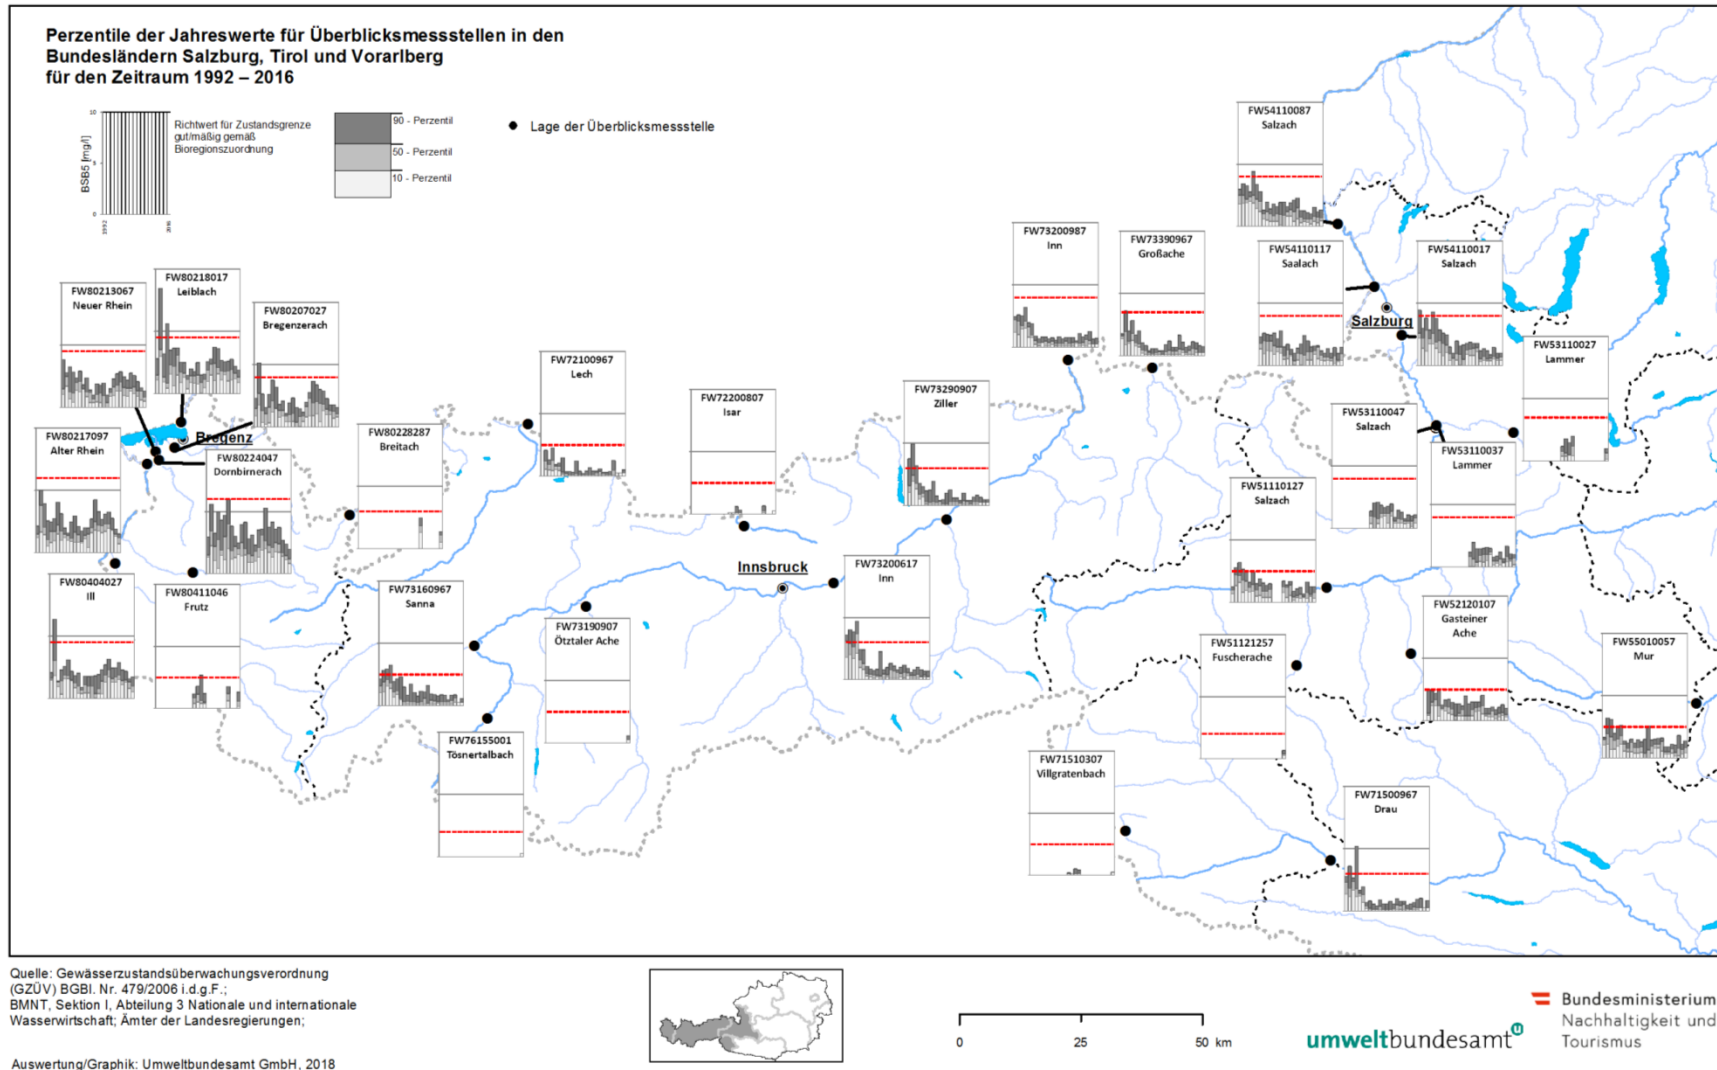 Perzentile der Jahreswerte für Überblicksmessstellen in den
Bundesländern Salzburg, Tirol und Vorarlberg
für den Zeitraum 1992 – 2016
10
5
0
BSB5 [mg/l]
1992
2016
Richtwert für Zustandsgrenze
gut/mäßig gemäß
Bioregionszuordnung
90 - Perzentil
50 - Perzentil
10 - Perzentil
Lage der Überblicksmessstelle
FW54110087
Salzach
FW73200987
Inn
FW73390967
Großache
FW54110117
Saalach
FW54110017
Salzach
Salzburg
FW80213067
Neuer Rhein
FW80218017
Leiblach
FW80207027
Bregenzerach
FW72100967
Lech
FW72200807
Isar
FW73290907
Ziller
FW53110027
Lammer
FW53110047
Salzach
FW53110037
Lammer
FW80217097
Alter Rhein
Bregenz
FW80224047
Dornbirnerach
FW80228287
Breitach
FW51110127
Salzach
Innsbruck
FW73200617
Inn
FW80404027
Ill
FW80411046
Frutz
FW73160967
Sanna
FW73190907
Ötztaler Ache
FW52120107
Gasteiner
Ache
FW51121257
Fuscherache
FW55010057
Mur
FW76155001
Tösnertalbach
FW71510307
Villgratenbach
FW71500967
Drau
Quelle: Gewässerzustandsüberwachungsverordnung
(GZÜV) BGBl. Nr. 479/2006 i.d.g.F.;
BMNT, Sektion I, Abteilung 3 Nationale und internationale
Wasserwirtschaft; Ämter der Landesregierungen;
Auswertung/Graphik: Umweltbundesamt GmbH, 2018
0 25 50 km
umweltbundesamt
Bundesministerium
Nachhaltigkeit und
Tourismus